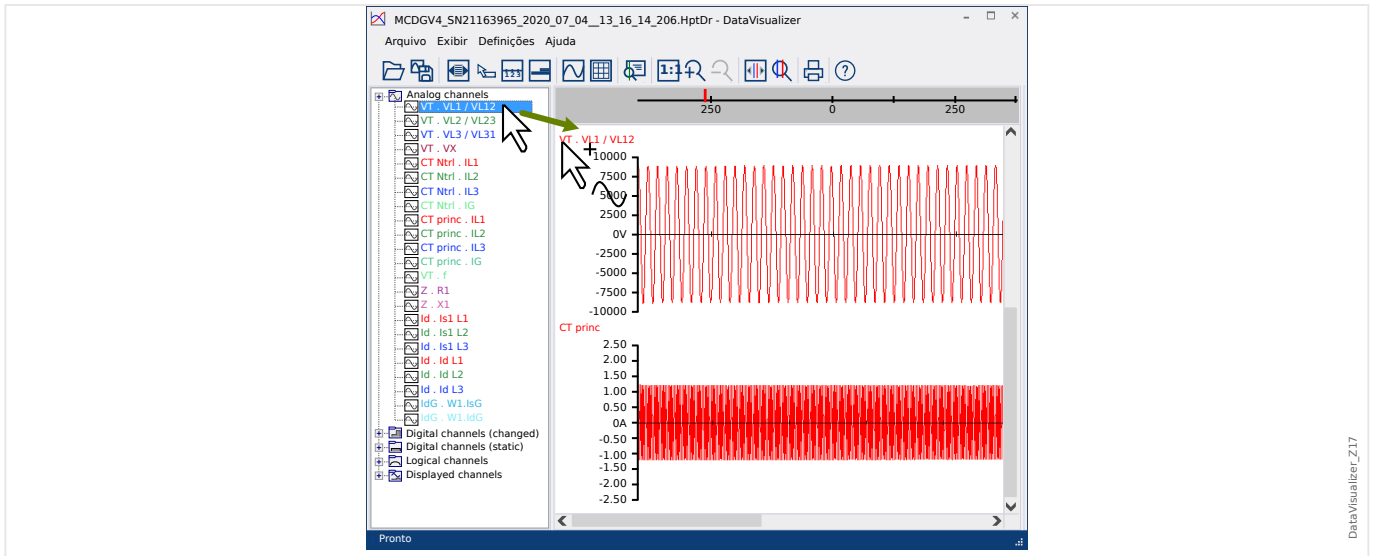 MCDGV4_SN21163965_2020_07_04__13_16_14_206.HptDr - DataVisualizer
Arquivo Exibir Definições Ajuda
123
1:1
Analog channels
VT . VL1 / VL12
VT . VL2 / VL23
VT . VL3 / VL31
VT . VX
CT Ntrl . IL1
CT Ntrl . IL2
CT Ntrl . IL3
CT Ntrl . IG
CT princ . IL1
CT princ . IL2
CT princ . IL3
CT princ . IG
VT . f
Z . R1
Z . X1
Id . Is1 L1
Id . Is1 L2
Id . Is1 L3
Id . Id L1
Id . Id L2
Id . Id L3
IdG . W1.IsG
IdG . W1.IdG
Digital channels (changed)
Digital channels (static)
Logical channels
Displayed channels
250 0 250
VT . VL1 / VL12
10000
7500
5000
2500
0V
-2500
-5000
-7500
-10000
CT princ
2.50
2.00
1.50
1.00
0.50
0A
-0.50
-1.00
-1.50
-2.00
-2.50
Pronto
DataVisualizer_Z17